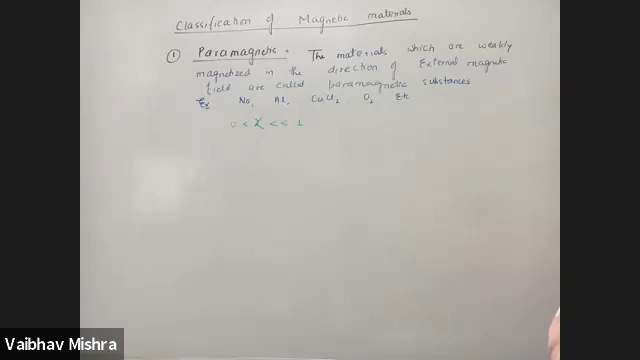 Classification of Magnetic materials
① Paramagnetic : The materials which are weakly
magnetized in the direction of External magnetic
field are called paramagnetic substances
Ex Na, Al, CuCl₂, O₂ Etc
0 < χ << 1
Vaibhav Mishra